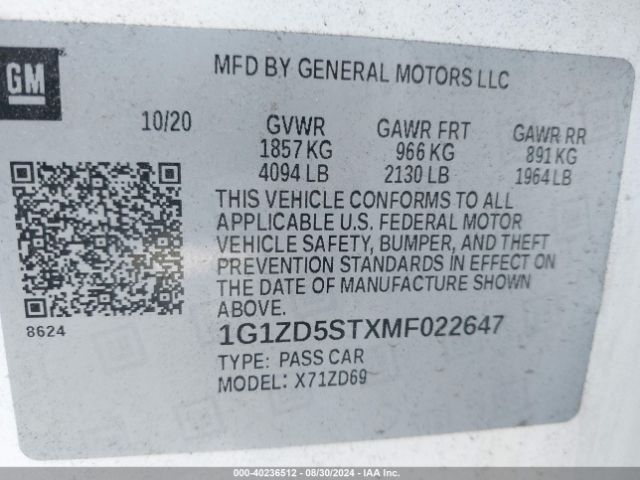 GM
MFD BY GENERAL MOTORS LLC
10/20 GVWR GAWR FRT GAWR RR
1857 KG 966 KG 891 KG
4094 LB 2130 LB 1964 LB
THIS VEHICLE CONFORMS TO ALL
APPLICABLE U.S. FEDERAL MOTOR
VEHICLE SAFETY, BUMPER, AND THEFT
PREVENTION STANDARDS IN EFFECT ON
THE DATE OF MANUFACTURE SHOWN
ABOVE.
8624
1G1ZD5STXMF022647
TYPE: PASS CAR
MODEL: X71ZD69
000-40236512 - 08/30/2024 - IAA Inc.